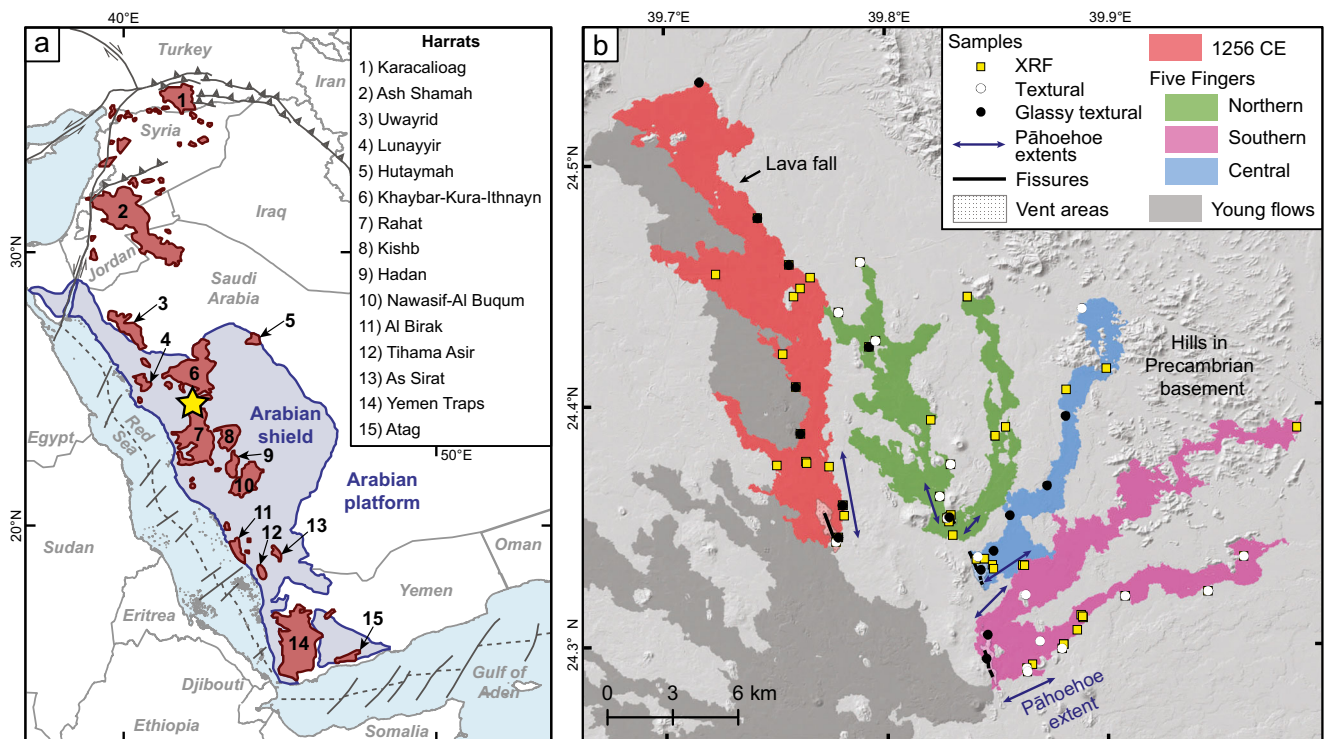 40°E
a
Turkey
Iran
Syria
Iraq
Jordan
Saudi
Arabia
30°N
Egypt
Red
Sea
Arabian
shield
50°E
Arabian
platform
20°N
Sudan
Oman
Yemen
Eritrea
Djibouti
Gulf of
Aden
Ethiopia
Somalia
1
2
3
4
5
6
7
8
9
10
11
12
13
14
15
Harrats
1) Karacalioag
2) Ash Shamah
3) Uwayrid
4) Lunayyir
5) Hutaymah
6) Khaybar-Kura-Ithnayn
7) Rahat
8) Kishb
9) Hadan
10) Nawasif-Al Buqum
11) Al Birak
12) Tihama Asir
13) As Sirat
14) Yemen Traps
15) Atag
39.7°E
39.8°E
39.9°E
b
24.5°N
24.4°N
24.3°N
Lava fall
Hills in
Precambrian
basement
Pāhoehoe
extent
0
3
6 km
Samples
XRF
Textural
Glassy textural
Pāhoehoe
extents
Fissures
Vent areas
1256 CE
Five Fingers
Northern
Southern
Central
Young flows